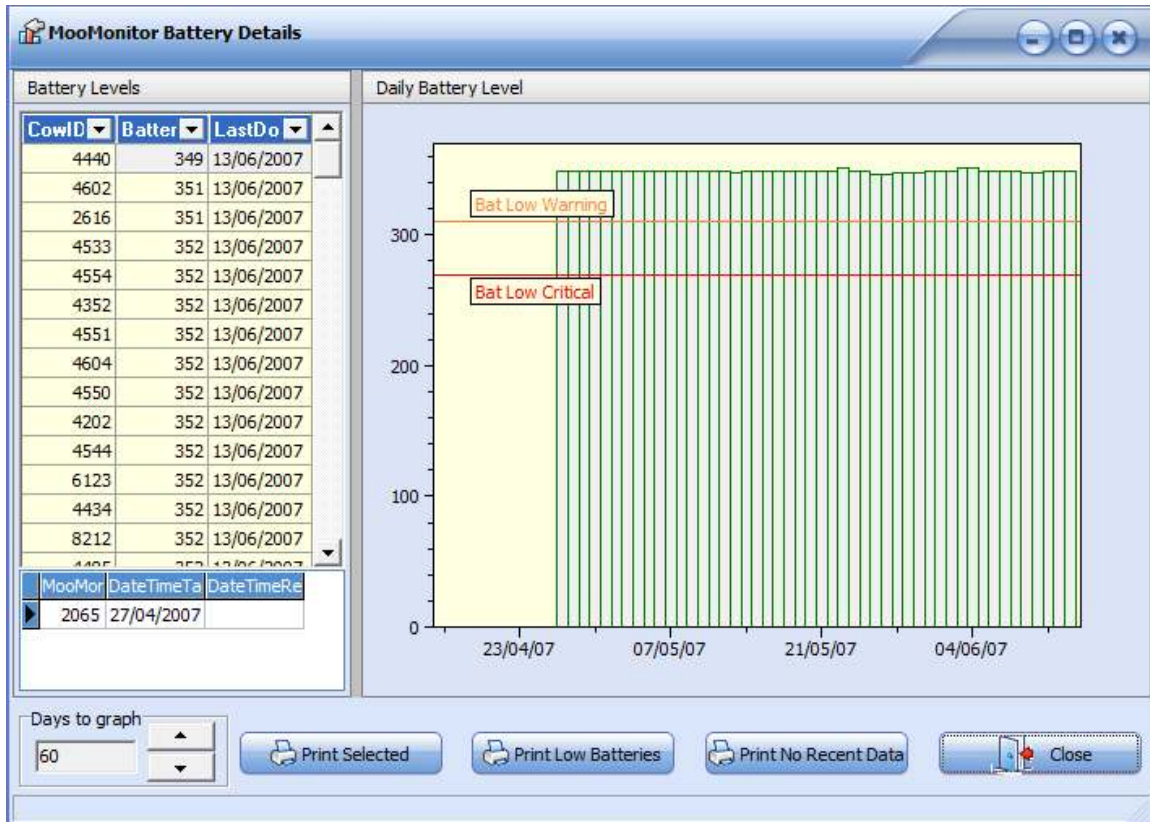 MooMonitor Battery Details
Battery Levels
CowID Batter LastDo
4440 349 13/06/2007
4602 351 13/06/2007
2616 351 13/06/2007
4533 352 13/06/2007
4554 352 13/06/2007
4352 352 13/06/2007
4551 352 13/06/2007
4604 352 13/06/2007
4550 352 13/06/2007
4202 352 13/06/2007
4544 352 13/06/2007
6123 352 13/06/2007
4434 352 13/06/2007
8212 352 13/06/2007
MooMor DateTimeTa DateTimeRe
2065 27/04/2007
Daily Battery Level
Bat Low Warning
300
Bat Low Critical
200
100
0
23/04/07 07/05/07 21/05/07 04/06/07
Days to graph
60
Print Selected
Print Low Batteries
Print No Recent Data
Close